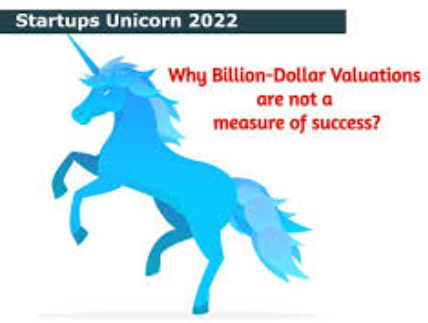 Startups Unicorn 2022
Why Billion-Dollar Valuations
are not a
measure of success?